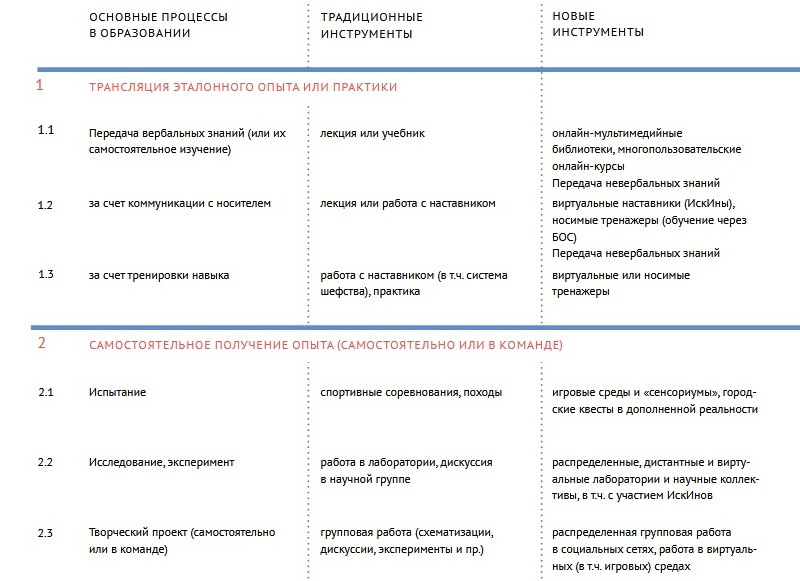 ОСНОВНЫЕ ПРОЦЕССЫ
В ОБРАЗОВАНИИ
ТРАДИЦИОННЫЕ
ИНСТРУМЕНТЫ
НОВЫЕ
ИНСТРУМЕНТЫ
1
ТРАНСЛЯЦИЯ ЭТАЛОННОГО ОПЫТА ИЛИ ПРАКТИКИ
1.1
Передача вербальных знаний (или их
самостоятельное изучение)
лекция или учебник
онлайн-мультимедийные
библиотеки, многопользовательские
онлайн-курсы
Передача невербальных знаний
1.2
за счет коммуникации с носителем
лекция или работа с наставником
виртуальные наставники (ИскИны),
носимые тренажеры (обучение через
БОС)
Передача невербальных знаний
1.3
за счет тренировки навыка
работа с наставником (в т.ч. система
шефства), практика
виртуальные или носимые
тренажеры
2
САМОСТОЯТЕЛЬНОЕ ПОЛУЧЕНИЕ ОПЫТА (САМОСТОЯТЕЛЬНО ИЛИ В КОМАНДЕ)
2.1
Испытание
спортивные соревнования, походы
игровые среды и «сенсориумы», город-
ские квесты в дополненной реальности
2.2
Исследование, эксперимент
работа в лаборатории, дискуссия
в научной группе
распределенные, дистантные и вирту-
альные лаборатории и научные коллек-
тивы, в т.ч. с участием ИскИнов
2.3
Творческий проект (самостоятельно
или в команде)
групповая работа (схематизации,
дискуссии, эксперименты и пр.)
распределенная групповая работа
в социальных сетях, работа в виртуаль-
ных (в т.ч. игровых) средах